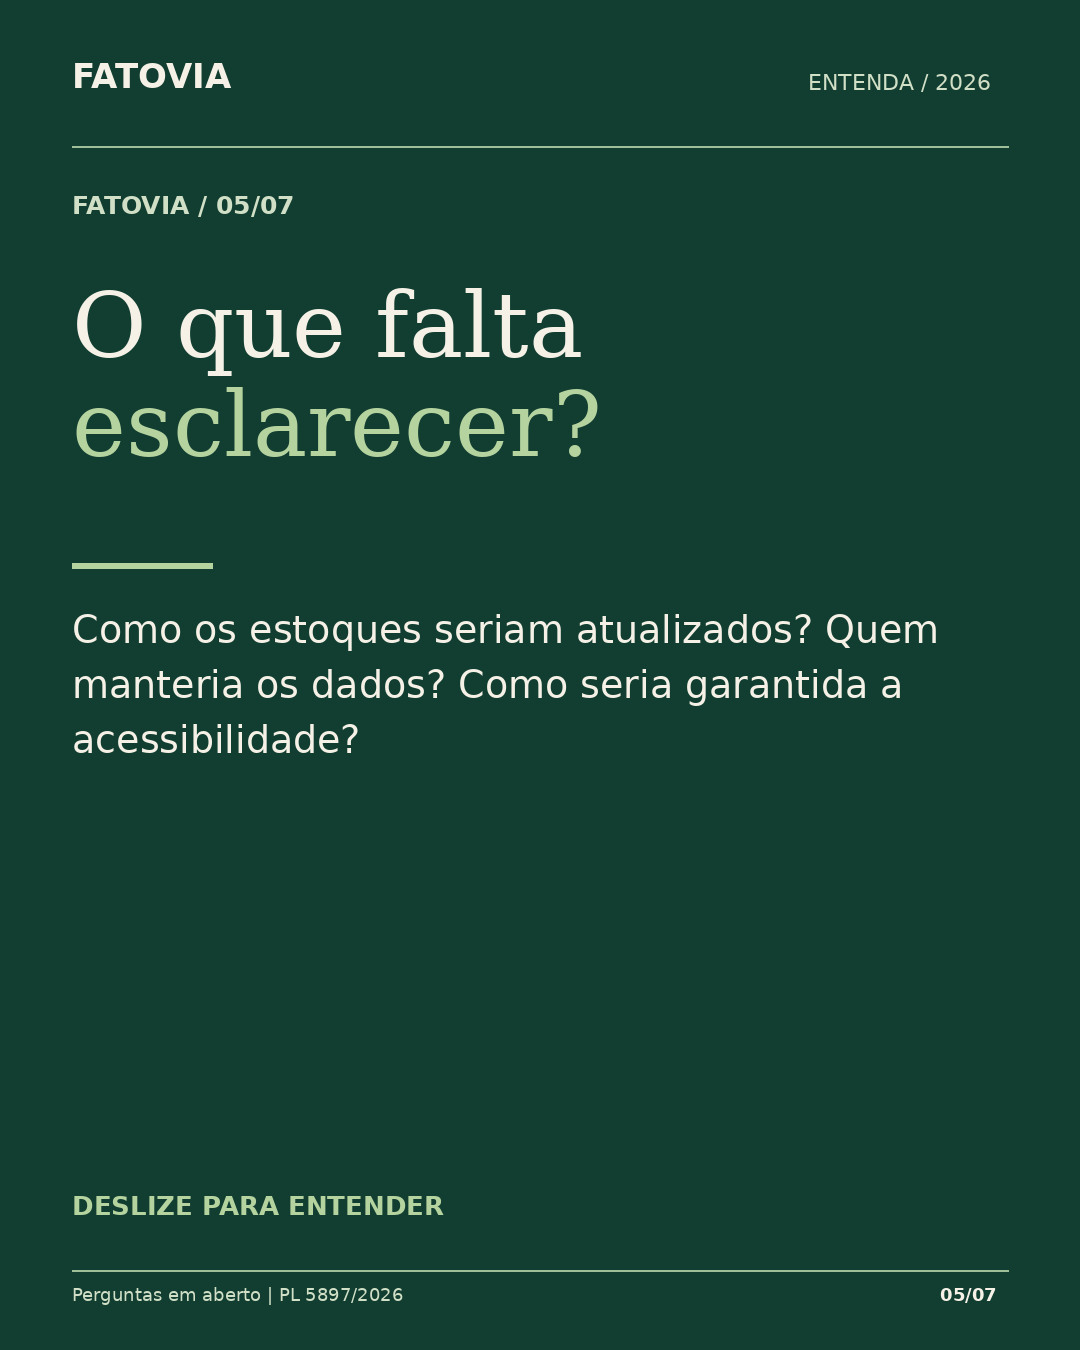 FATOVIA
ENTENDA / 2026
FATOVIA / 05/07
O que falta
esclarecer?
Como os estoques seriam atualizados? Quem
manteria os dados? Como seria garantida a
acessibilidade?
DESLIZE PARA ENTENDER
Perguntas em aberto | PL 5897/2026
05/07